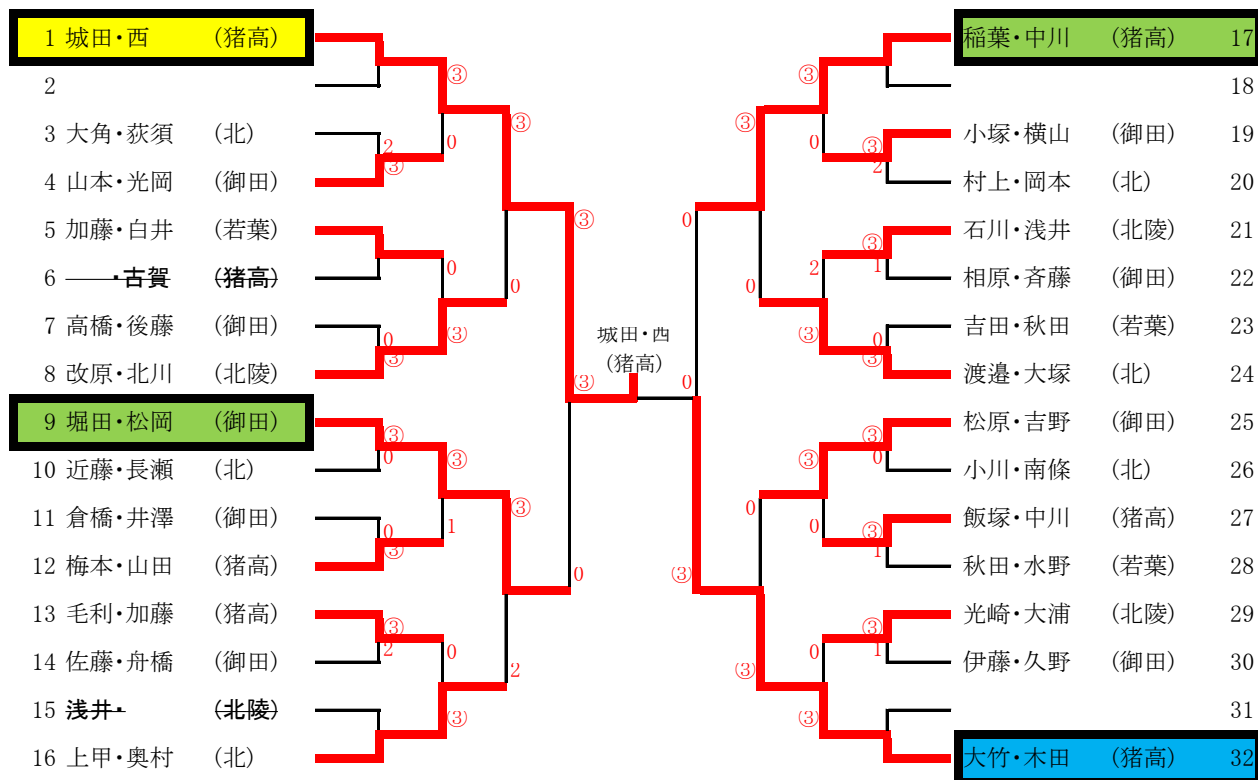 1 城田・西 (猪高)
2
3 大角・荻須 (北)
4 山本・光岡 (御田)
5 加藤・白井 (若葉)
6 ――・古賀 (猪高)
7 高橋・後藤 (御田)
8 改原・北川 (北陵)
9 堀田・松岡 (御田)
10 近藤・長瀬 (北)
11 倉橋・井澤 (御田)
12 梅本・山田 (猪高)
13 毛利・加藤 (猪高)
14 佐藤・舟橋 (御田)
15 浅井・ (北陵)
16 上甲・奥村 (北)
③
2
③
0
③
0
0
③
③
0
③
③
0
③
0
1
③
③
2
0
③
2
③
③
0
城田・西
(猪高)
稲葉・中川 (猪高) 17
18
小塚・横山 (御田) 19
村上・岡本 (北) 20
石川・浅井 (北陵) 21
相原・斉藤 (御田) 22
吉田・秋田 (若葉) 23
渡邉・大塚 (北) 24
松原・吉野 (御田) 25
小川・南條 (北) 26
飯塚・中川 (猪高) 27
秋田・水野 (若葉) 28
光崎・大浦 (北陵) 29
伊藤・久野 (御田) 30
31
大竹・木田 (猪高) 32
③
③
0
③
2
0
③
2
1
0
0
③
③
0
③
③
0
0
0
③
1
③
③
0
1
③
③